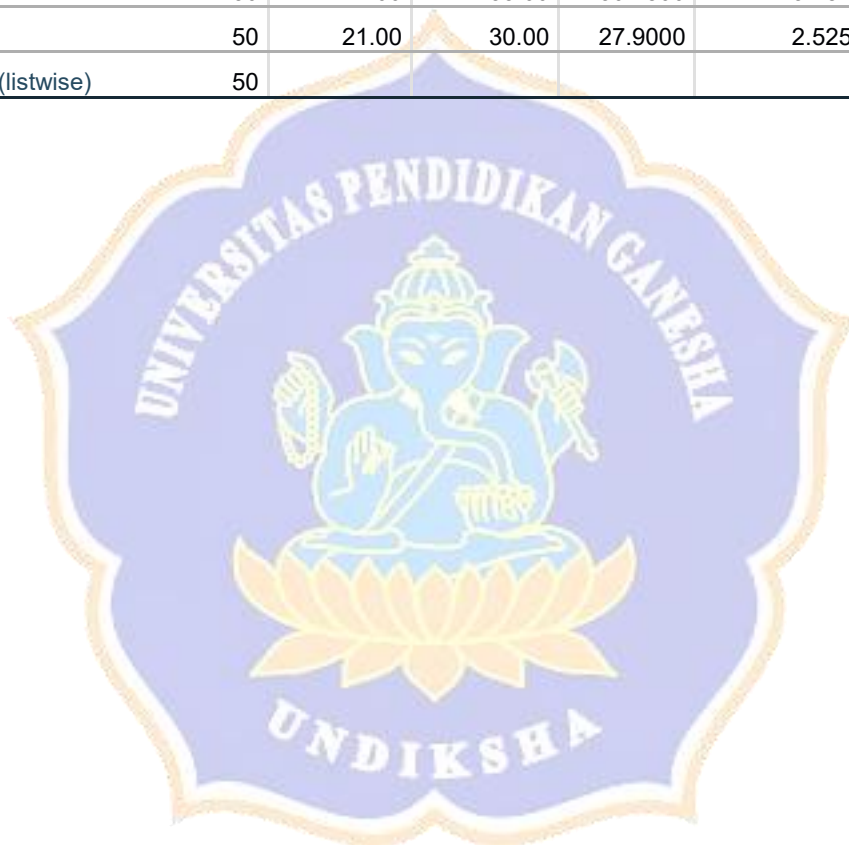 50 21.00 30.00 27.9000 2.525
(listwise) 50
UNIVERSITAS PENDIDIKAN GANESHA
UNDIKSHA